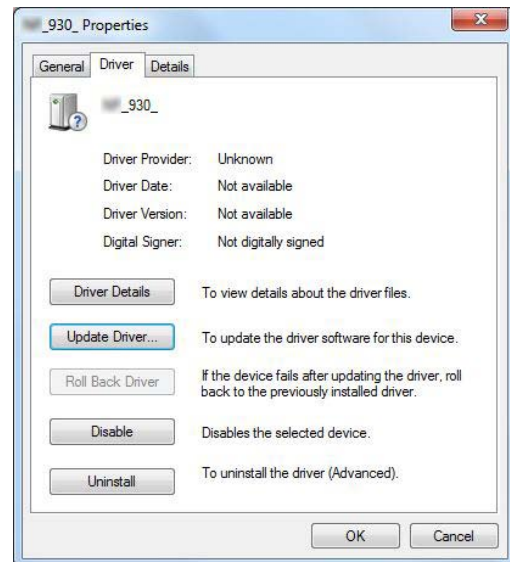 _930_ Properties
General Driver Details
_930_
Driver Provider: Unknown
Driver Date: Not available
Driver Version: Not available
Digital Signer: Not digitally signed
Driver Details To view details about the driver files.
Update Driver... To update the driver software for this device.
Roll Back Driver If the device fails after updating the driver, roll
back to the previously installed driver.
Disable Disables the selected device.
Uninstall To uninstall the driver (Advanced).
OK Cancel